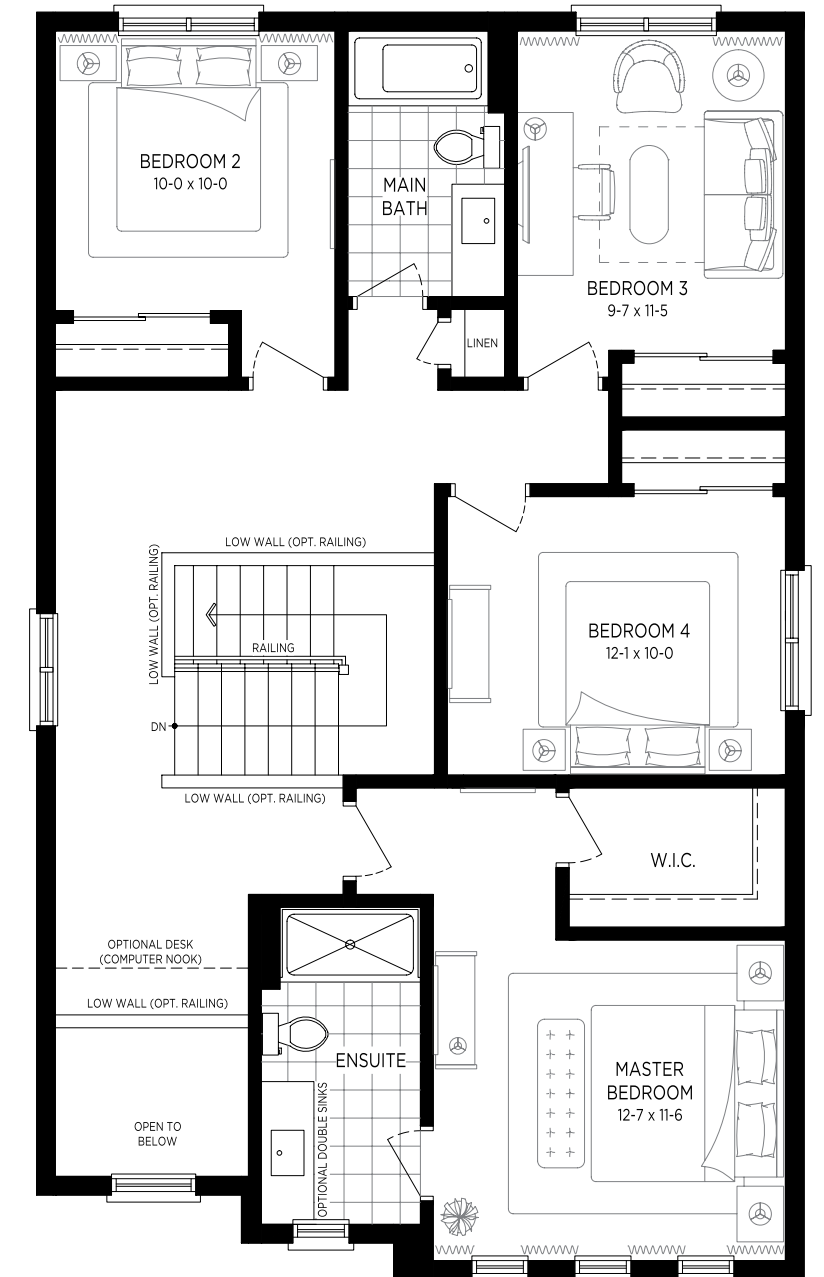 BEDROOM 2
10-0 x 10-0
MAIN
BATH
BEDROOM 3
9-7 x 11-5
LINEN
LOW WALL (OPT. RAILING)
LOW WALL (OPT. RAILING)
RAILING
DN
LOW WALL (OPT. RAILING)
BEDROOM 4
12-1 x 10-0
W.I.C.
OPTIONAL DESK
(COMPUTER NOOK)
LOW WALL (OPT. RAILING)
OPEN TO
BELOW
ENSUITE
OPTIONAL DOUBLE SINKS
MASTER
BEDROOM
12-7 x 11-6